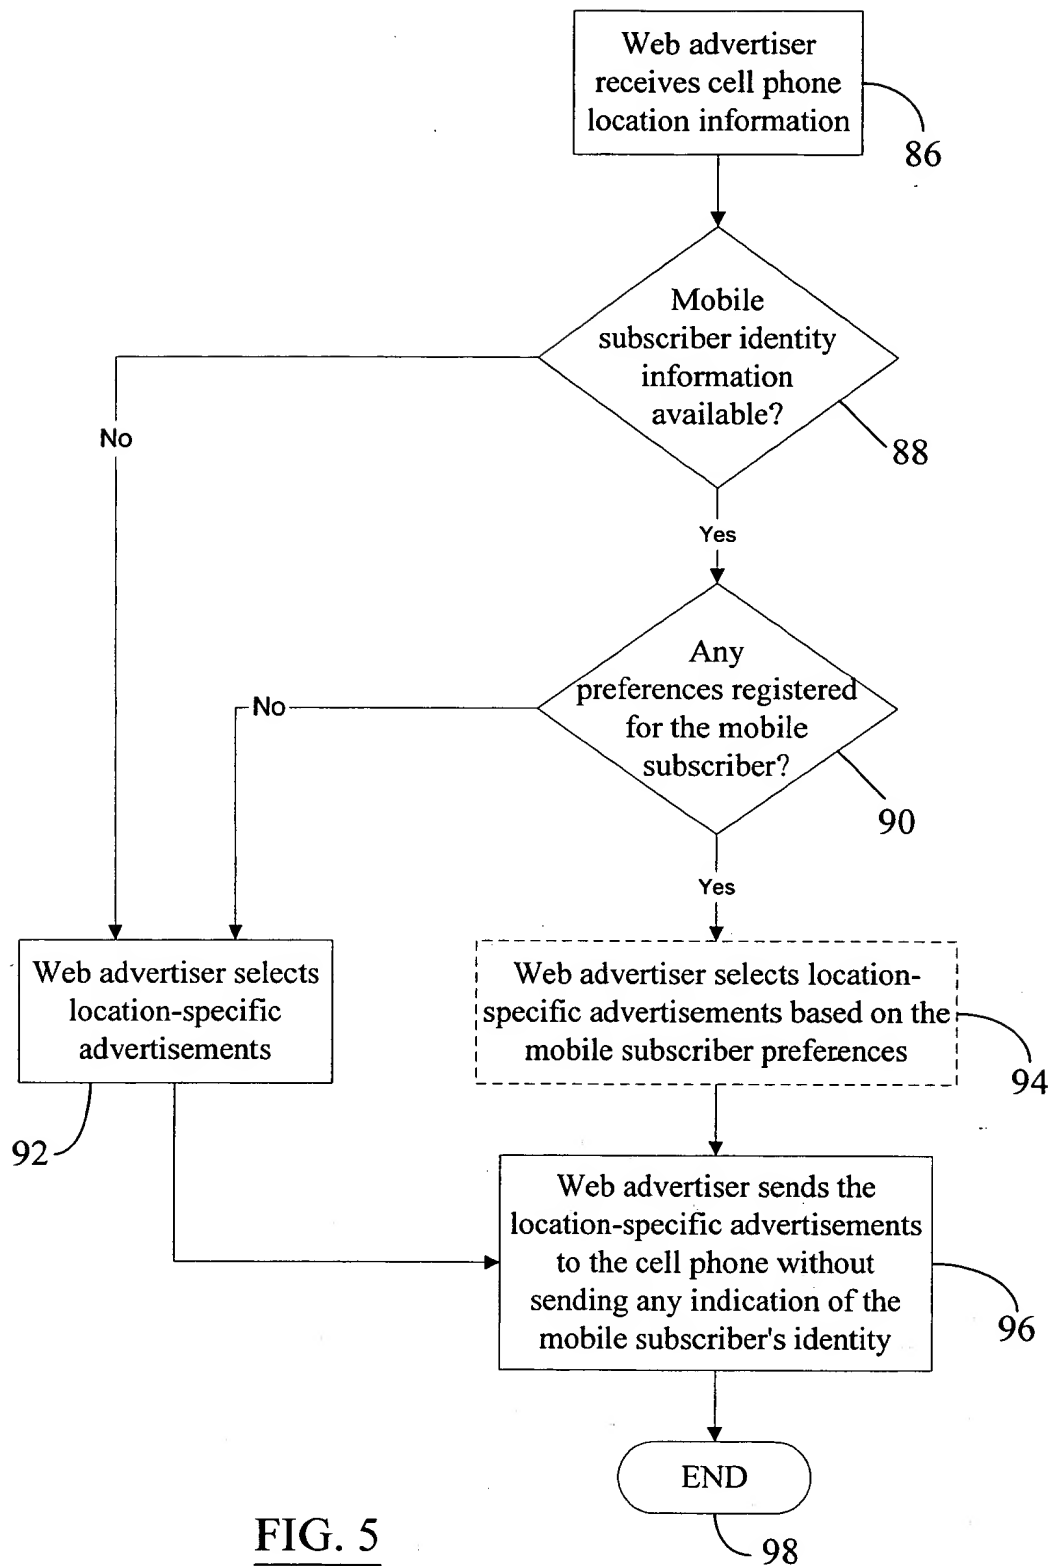 Web advertiser
receives cell phone
location information
86
Mobile
subscriber identity
information
available?
88
No
Yes
Any
preferences registered
for the mobile
subscriber?
90
No
Yes
Web advertiser selects
location-specific
advertisements
92
Web advertiser selects location-
specific advertisements based on the
mobile subscriber preferences
94
Web advertiser sends the
location-specific advertisements
to the cell phone without
sending any indication of the
mobile subscriber's identity
96
END
98
FIG. 5